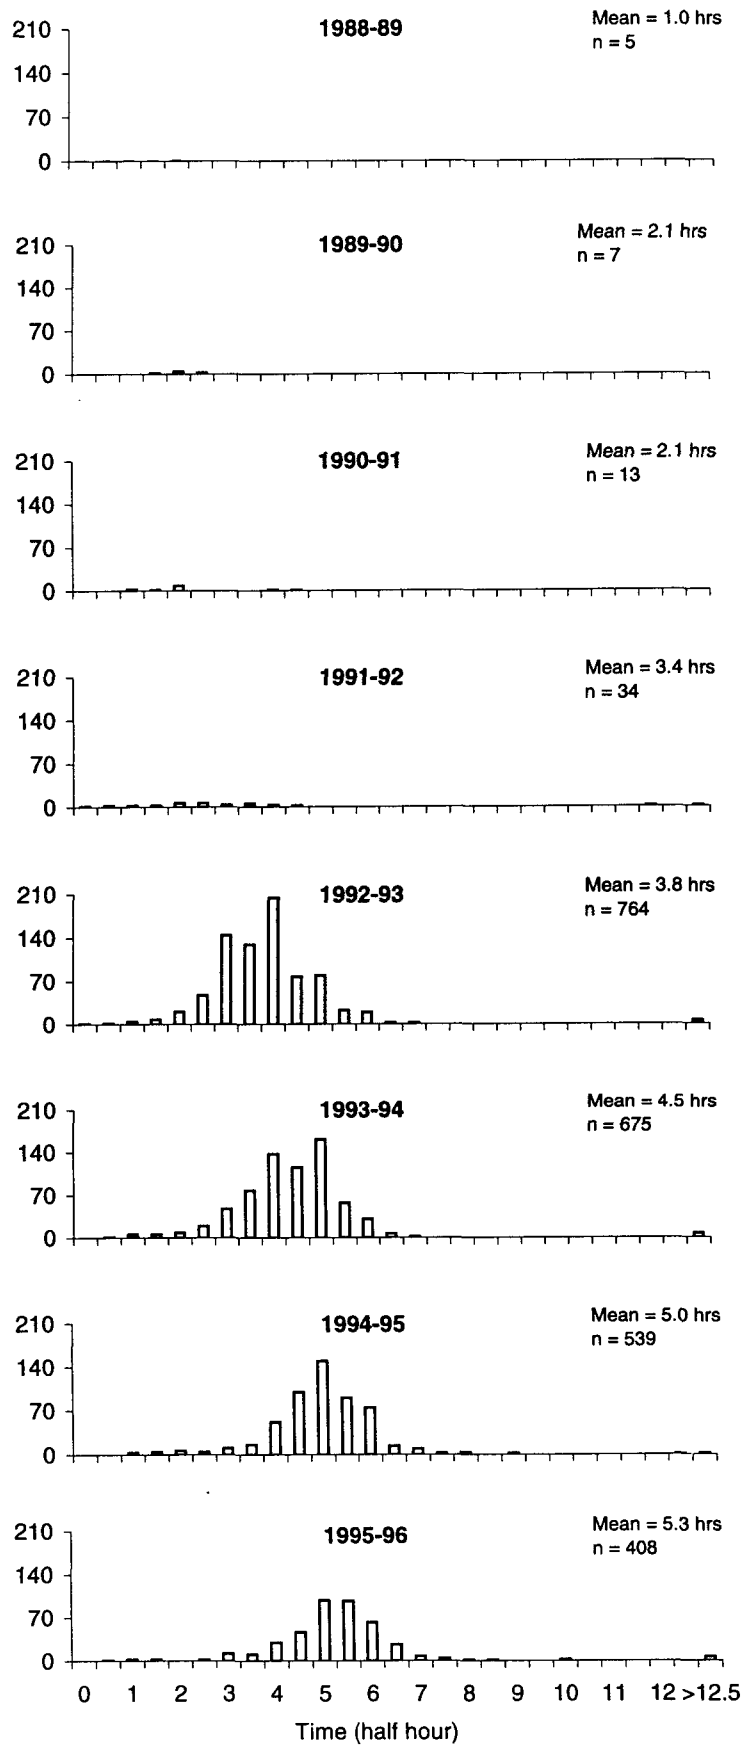 1988-89
Mean = 1.0 hrs
n = 5
210
140
70
0
1989-90
Mean = 2.1 hrs
n = 7
210
140
70
0
1990-91
Mean = 2.1 hrs
n = 13
210
140
70
0
1991-92
Mean = 3.4 hrs
n = 34
210
140
70
0
1992-93
Mean = 3.8 hrs
n = 764
210
140
70
0
1993-94
Mean = 4.5 hrs
n = 675
210
140
70
0
1994-95
Mean = 5.0 hrs
n = 539
210
140
70
0
1995-96
Mean = 5.3 hrs
n = 408
210
140
70
0
0 1 2 3 4 5 6 7 8 9 10 11 12 >12.5
Time (half hour)